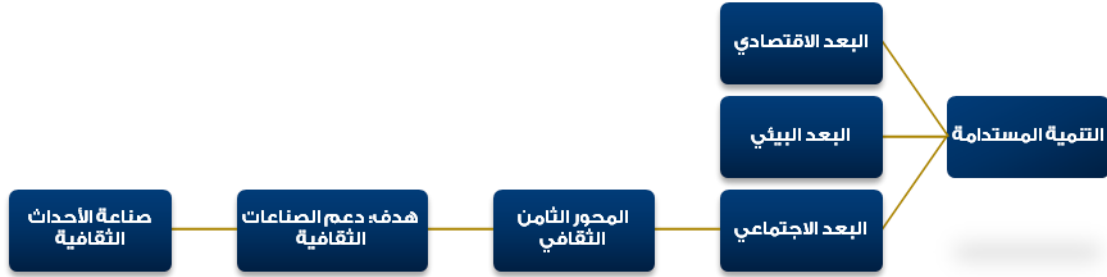 التنمية المستدامة
البعد الاقتصادي
البعد البيئي
البعد الاجتماعي
المحور الثامن
الثقافي
هدف: دعم الصناعات
الثقافية
صناعة الأحداث
الثقافية